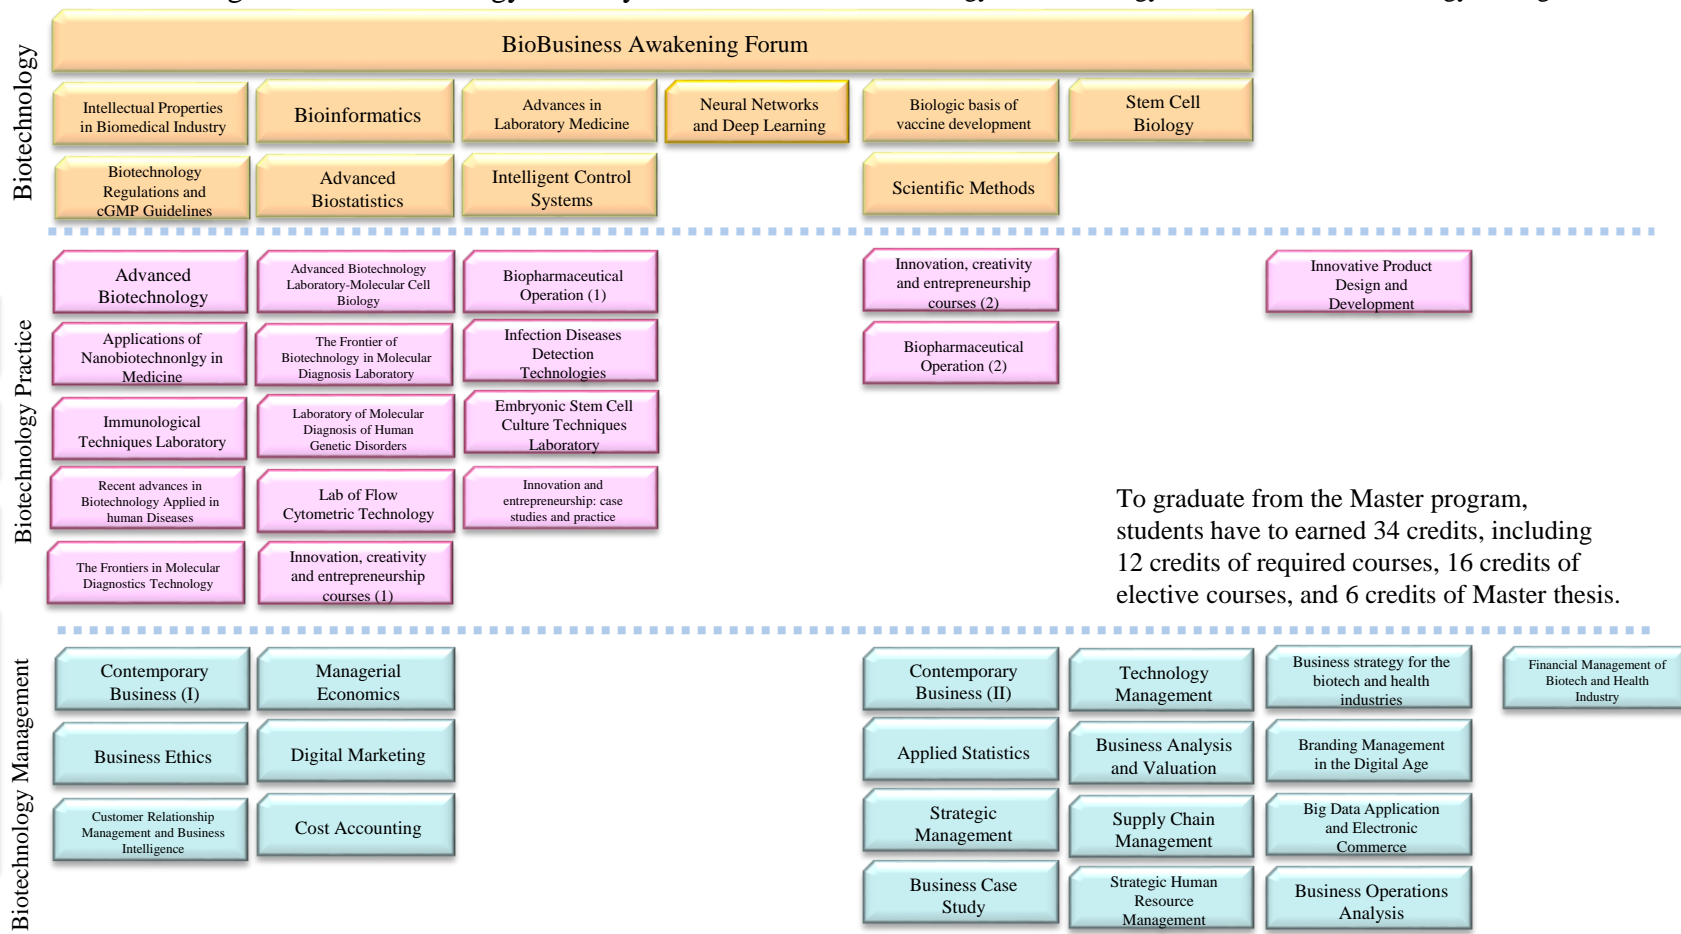 Biotechnology
BioBusiness Awakening Forum
Intellectual Properties
in Biomedical Industry
Bioinformatics
Advances in
Laboratory Medicine
Neural Networks
and Deep Learning
Biologic basis of
vaccine development
Stem Cell
Biology
Biotechnology
Regulations and
cGMP Guidelines
Advanced
Biostatistics
Intelligent Control
Systems
Scientific Methods
Biotechnology Practice
Advanced
Biotechnology
Advanced Biotechnology
Laboratory-Molecular Cell
Biology
Biopharmaceutical
Operation (1)
Innovation, creativity
and entrepreneurship
courses (2)
Innovative Product
Design and
Development
Applications of
Nanobiotechnonlgy in
Medicine
The Frontier of
Biotechnology in Molecular
Diagnosis Laboratory
Infection Diseases
Detection
Technologies
Biopharmaceutical
Operation (2)
Immunological
Techniques Laboratory
Laboratory of Molecular
Diagnosis of Human
Genetic Disorders
Embryonic Stem Cell
Culture Techniques
Laboratory
Recent advances in
Biotechnology Applied in
human Diseases
Lab of Flow
Cytometric Technology
Innovation and
entrepreneurship: case
studies and practice
The Frontiers in Molecular
Diagnostics Technology
Innovation, creativity
and entrepreneurship
courses (1)
To graduate from the Master program,
students have to earned 34 credits, including
12 credits of required courses, 16 credits of
elective courses, and 6 credits of Master thesis.
Biotechnology Management
Contemporary
Business (I)
Managerial
Economics
Contemporary
Business (II)
Technology
Management
Business strategy for the
biotech and health
industries
Financial Management of
Biotech and Health
Industry
Business Ethics
Digital Marketing
Applied Statistics
Business Analysis
and Valuation
Branding Management
in the Digital Age
Customer Relationship
Management and Business
Intelligence
Cost Accounting
Strategic
Management
Supply Chain
Management
Big Data Application
and Electronic
Commerce
Business Case
Study
Strategic Human
Resource
Management
Business Operations
Analysis